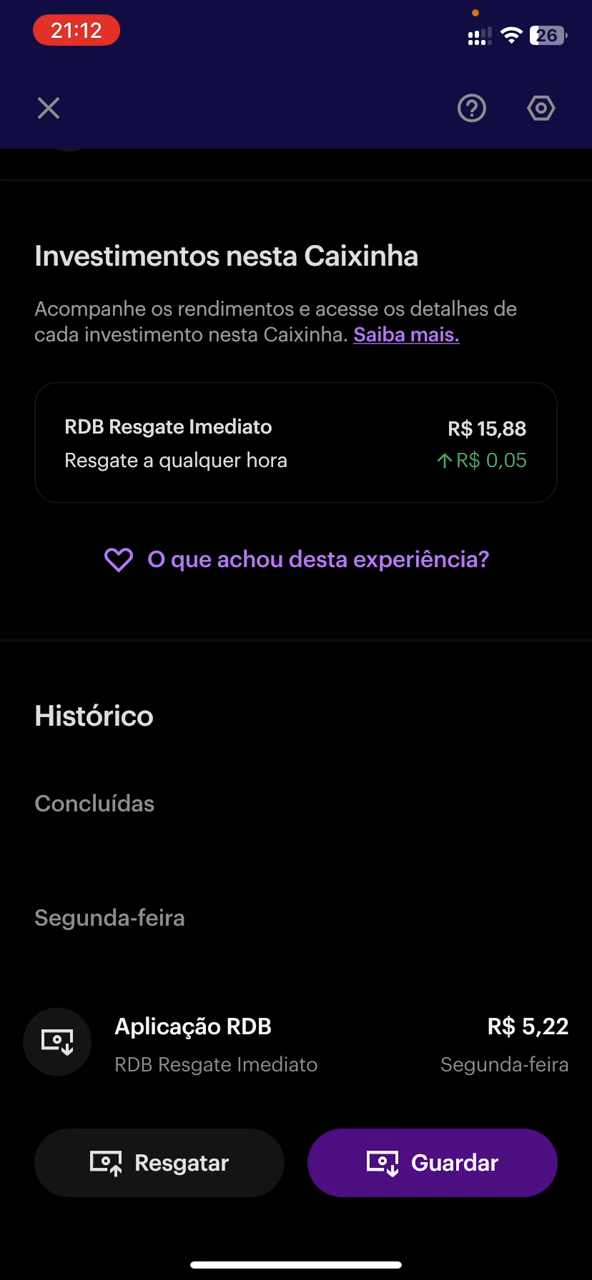 21:12
26
Investimentos nesta Caixinha
Acompanhe os rendimentos e acesse os detalhes de
cada investimento nesta Caixinha. Saiba mais.
RDB Resgate Imediato
R$ 15,88
Resgate a qualquer hora
↑R$ 0,05
O que achou desta experiência?
Histórico
Concluídas
Segunda-feira
Aplicação RDB
R$ 5,22
RDB Resgate Imediato
Segunda-feira
Resgatar
Guardar